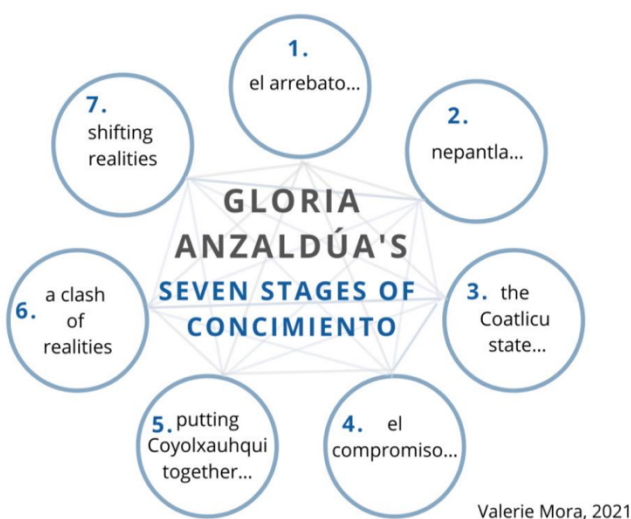 1.
el arrebato...
2.
nepantla...
3. the
Coatlicu
state...
4. el
compromiso...
5. putting
Coyolxauhqui
together...
6. a clash
of
realities
7.
shifting
realities
GLORIA
ANZALDÚA'S
SEVEN STAGES OF
CONCIMIENTO
Valerie Mora, 2021